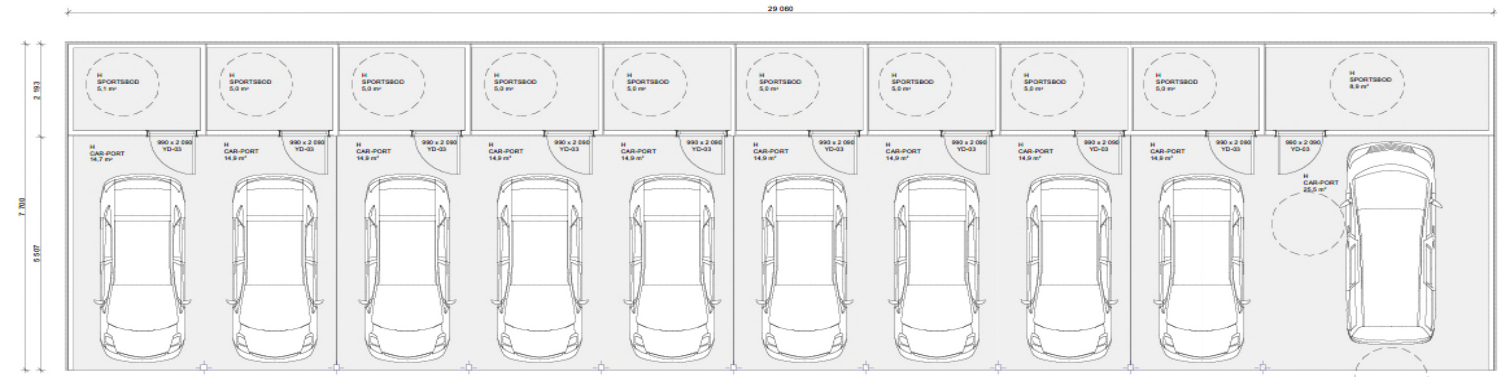 29 060
2 193
7 700
5 507
H
SPORTSBOD
5,1 m²
H
SPORTSBOD
5,0 m²
H
SPORTSBOD
5,0 m²
H
SPORTSBOD
5,0 m²
H
SPORTSBOD
5,0 m²
H
SPORTSBOD
5,0 m²
H
SPORTSBOD
5,0 m²
H
SPORTSBOD
5,0 m²
H
SPORTSBOD
5,0 m²
H
SPORTSBOD
8,9 m²
H
CAR-PORT
14,7 m²
990 x 2 090
YD-03
H
CAR-PORT
14,9 m²
990 x 2 090
YD-03
H
CAR-PORT
14,9 m²
990 x 2 090
YD-03
H
CAR-PORT
14,9 m²
990 x 2 090
YD-03
H
CAR-PORT
14,9 m²
990 x 2 090
YD-03
H
CAR-PORT
14,9 m²
990 x 2 090
YD-03
H
CAR-PORT
14,9 m²
990 x 2 090
YD-03
H
CAR-PORT
14,9 m²
990 x 2 090
YD-03
H
CAR-PORT
14,9 m²
990 x 2 090
YD-03
990 x 2 090
YD-03
H
CAR-PORT